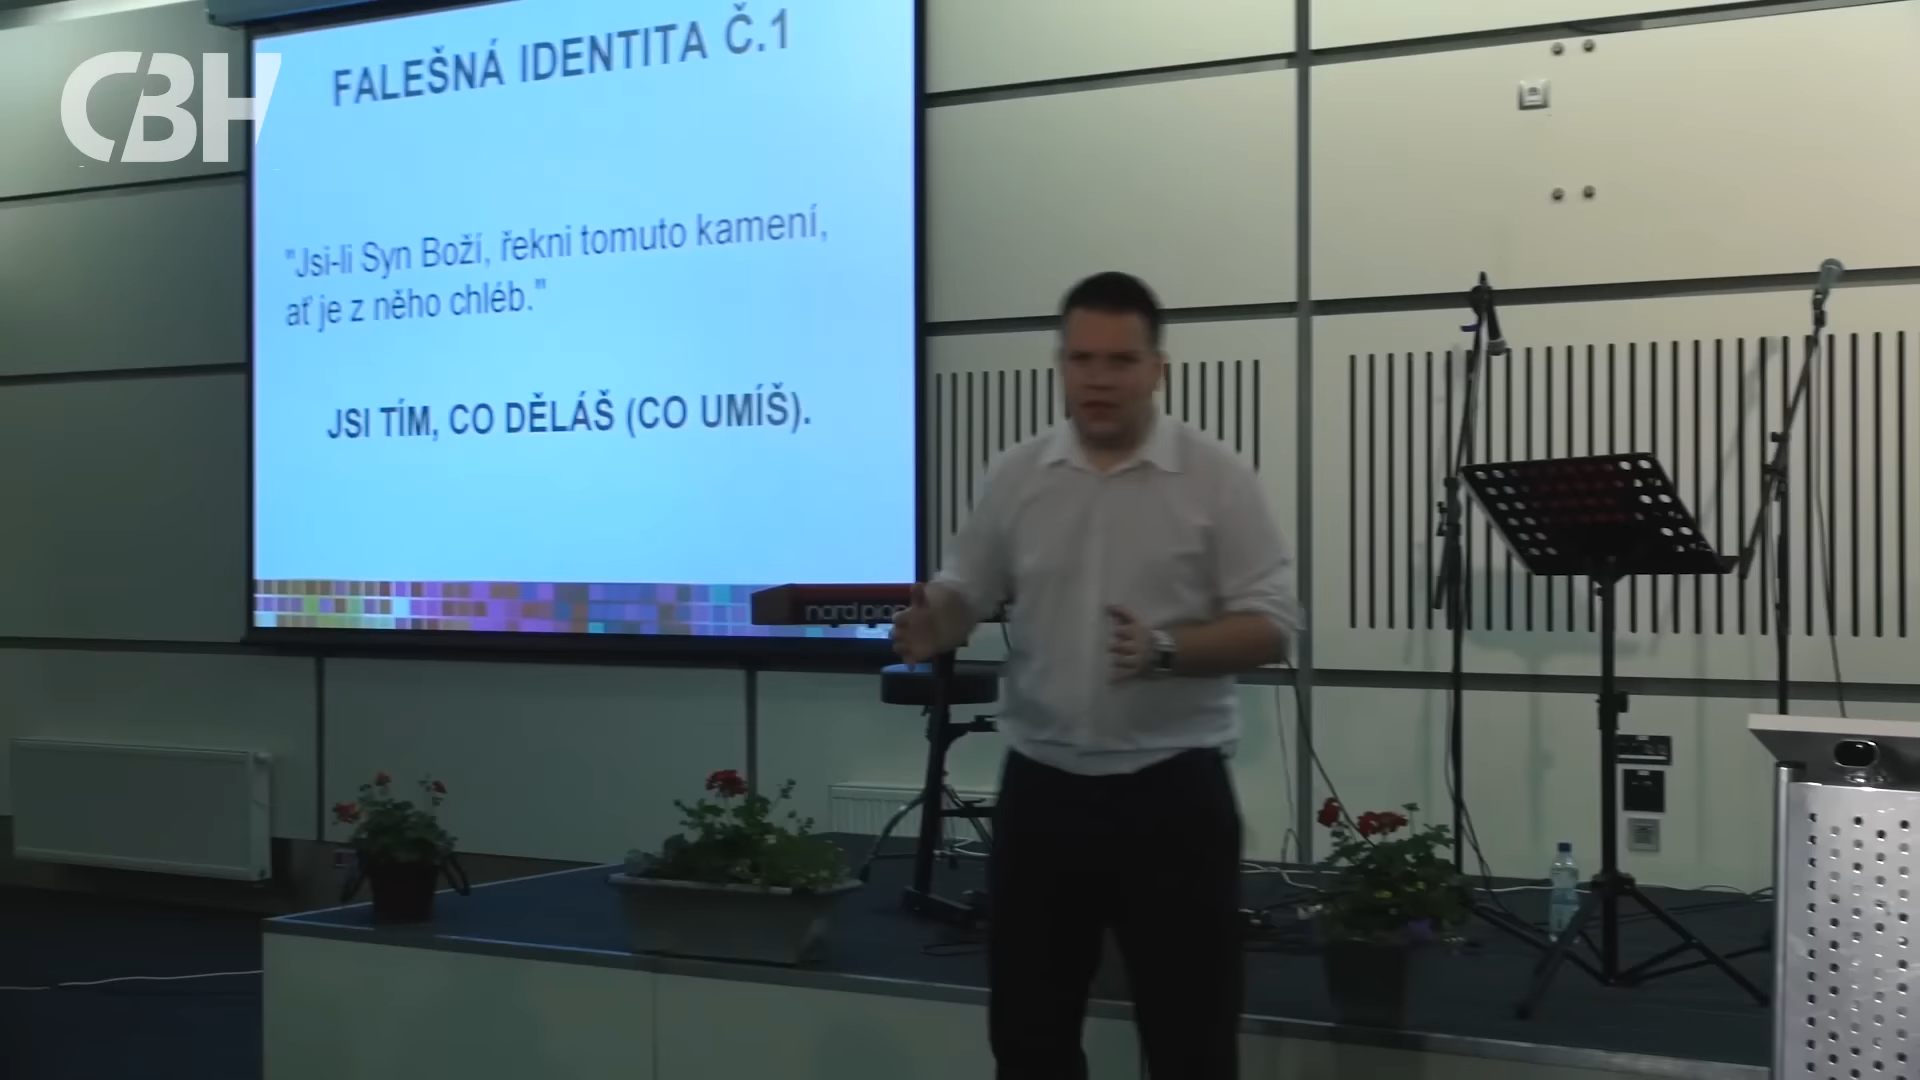 CBH
FALEŠNÁ IDENTITA Č.1
"Jsi-li Syn Boží, řekni tomuto kamení,
ať je z něho chléb."
JSI TÍM, CO DĚLÁŠ (CO UMÍŠ).
nord